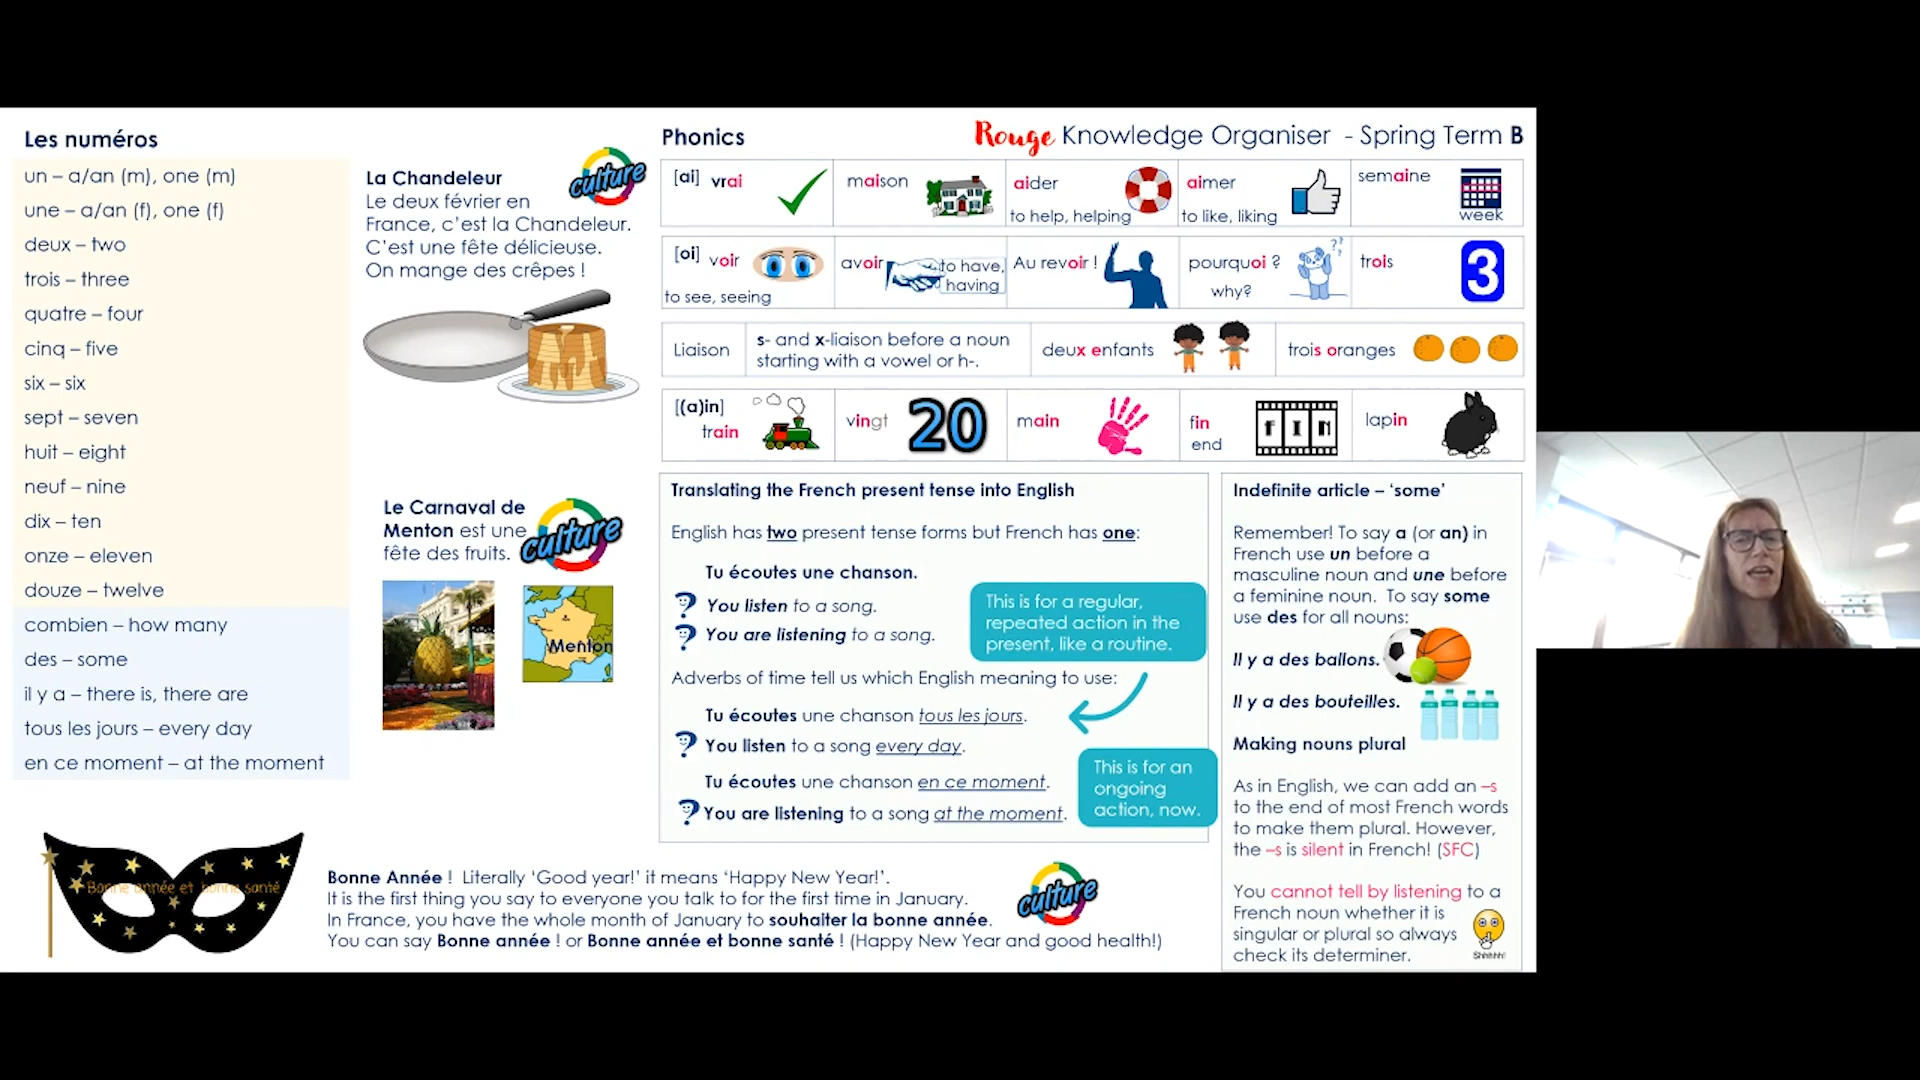 Les numéros
un – a/an (m), one (m)
une – a/an (f), one (f)
deux – two
trois – three
quatre – four
cinq – five
six – six
sept – seven
huit – eight
neuf – nine
dix – ten
onze – eleven
douze – twelve
combien – how many
des – some
il y a – there is, there are
tous les jours – every day
en ce moment – at the moment
La Chandeleur
Le deux février en
France, c’est la Chandeleur.
C’est une fête délicieuse.
On mange des crêpes !
culture
Le Carnaval de
Menton est une
fête des fruits.
culture
Menton
Bonne année et bonne santé
Bonne Année ! Literally ‘Good year!’ it means ‘Happy New Year!’.
It is the first thing you say to everyone you talk to for the first time in January.
In France, you have the whole month of January to souhaiter la bonne année.
You can say Bonne année ! or Bonne année et bonne santé ! (Happy New Year and good health!)
culture
Phonics
Rouge Knowledge Organiser - Spring Term B
[ai] vrai
maison
aider
to help, helping
aimer
to like, liking
semaine
week
[oi] voir
to see, seeing
avoir
to have,
having
Au revoir !
pourquoi ?
why?
??
trois
3
Liaison
s- and x-liaison before a noun
starting with a vowel or h-.
deux enfants
trois oranges
[(a)in]
train
vingt
20
main
fin
end
FIN
lapin
Translating the French present tense into English
English has two present tense forms but French has one:
Tu écoutes une chanson.
? You listen to a song.
? You are listening to a song.
This is for a regular,
repeated action in the
present, like a routine.
Adverbs of time tell us which English meaning to use:
Tu écoutes une chanson tous les jours.
? You listen to a song every day.
Tu écoutes une chanson en ce moment.
? You are listening to a song at the moment.
This is for an
ongoing
action, now.
Indefinite article – ‘some’
Remember! To say a (or an) in
French use un before a
masculine noun and une before
a feminine noun. To say some
use des for all nouns:
Il y a des ballons.
Il y a des bouteilles.
Making nouns plural
As in English, we can add an –s
to the end of most French words
to make them plural. However,
the –s is silent in French! (SFC)
You cannot tell by listening to a
French noun whether it is
singular or plural so always
check its determiner.
Shhhhh!